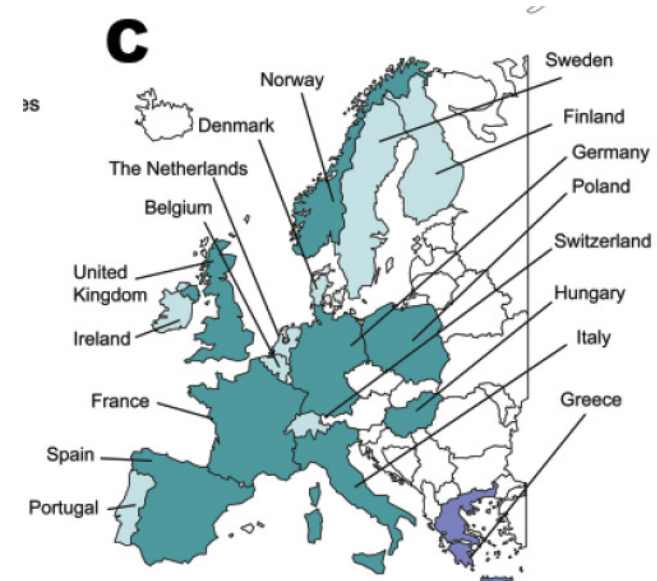 C
es
Sweden
Norway
Finland
Denmark
Germany
The Netherlands
Poland
Belgium
Switzerland
United
Kingdom
Hungary
Ireland
Italy
France
Greece
Spain
Portugal